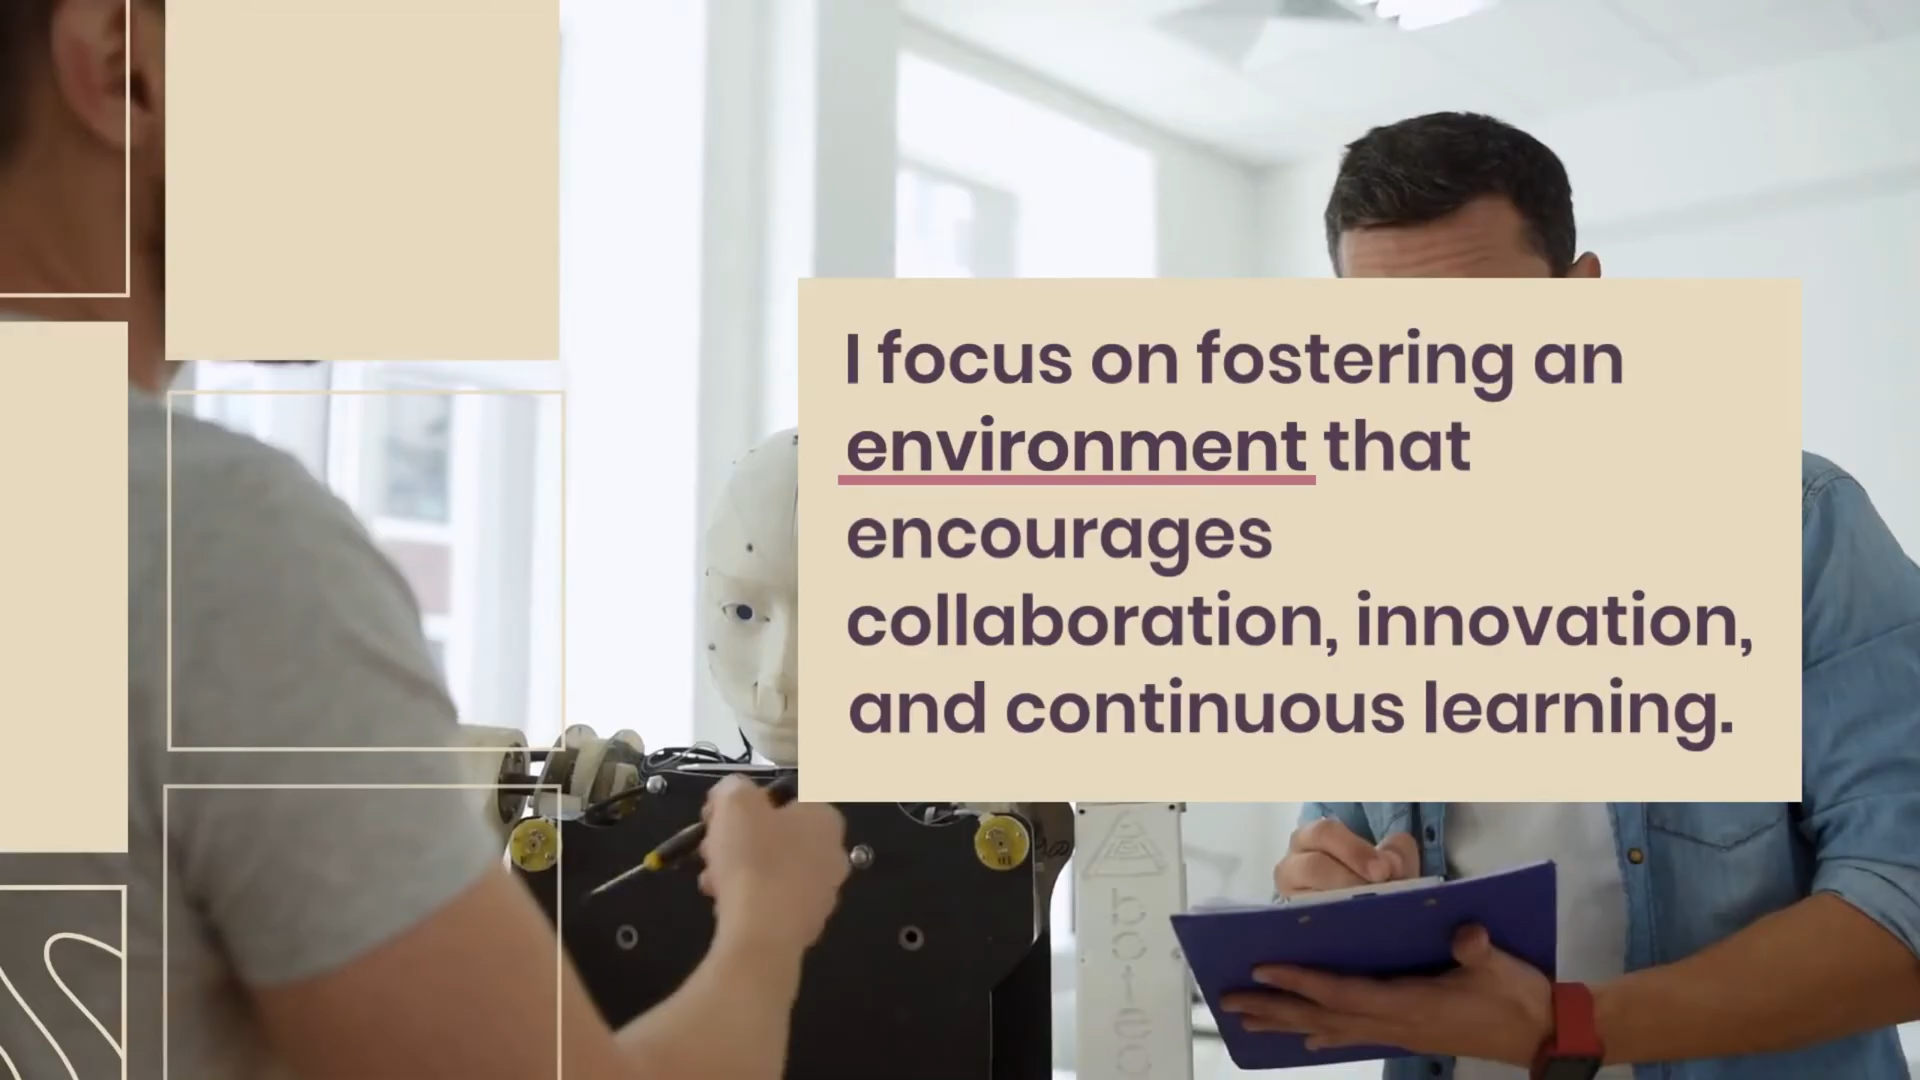 I focus on fostering an
environment that
encourages
collaboration, innovation,
and continuous learning.